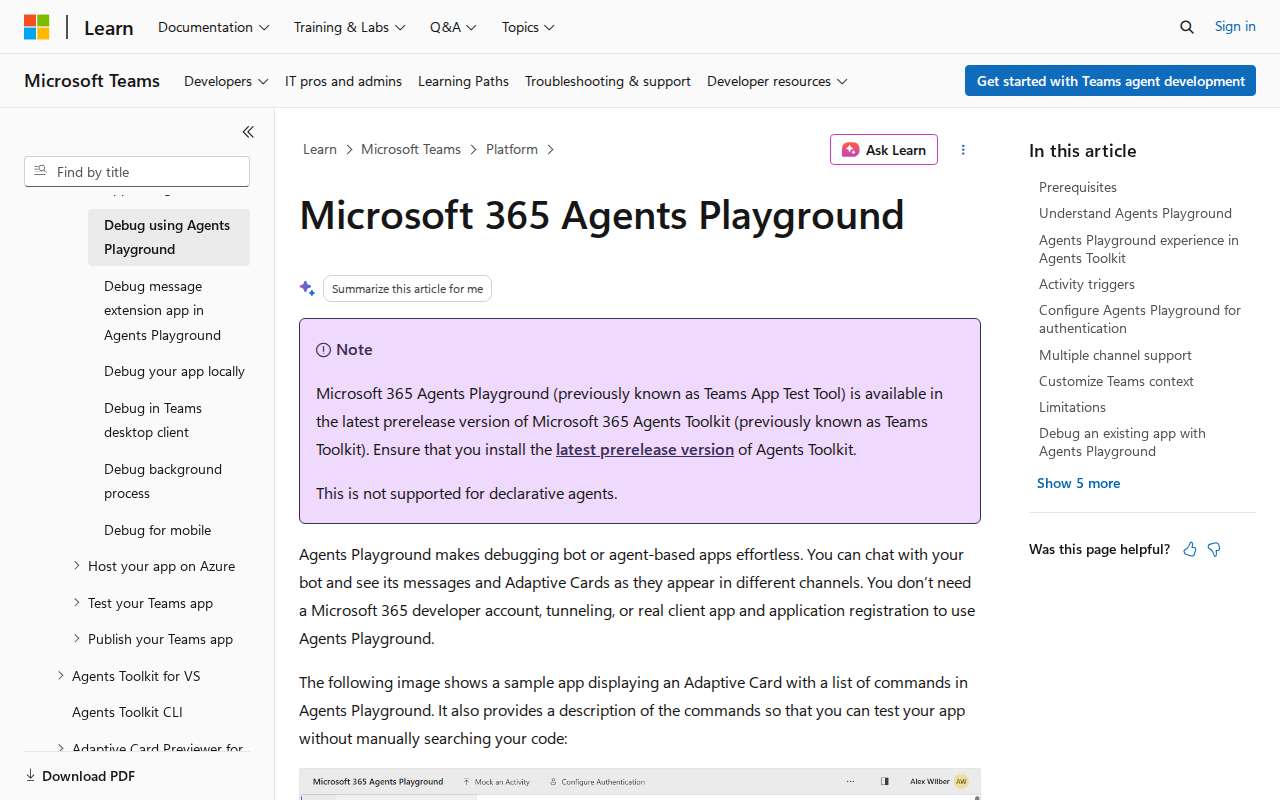 Learn
Documentation
Training & Labs
Q&A
Topics
Sign in
Microsoft Teams
Developers
IT pros and admins
Learning Paths
Troubleshooting & support
Developer resources
Get started with Teams agent development
Find by title
Debug using Agents
Playground
Debug message
extension app in
Agents Playground
Debug your app locally
Debug in Teams
desktop client
Debug background
process
Debug for mobile
Host your app on Azure
Test your Teams app
Publish your Teams app
Agents Toolkit for VS
Agents Toolkit CLI
Adaptive Card Previewer for
Download PDF
Learn
Microsoft Teams
Platform
Ask Learn
Microsoft 365 Agents Playground
Summarize this article for me
Note
Microsoft 365 Agents Playground (previously known as Teams App Test Tool) is available in
the latest prerelease version of Microsoft 365 Agents Toolkit (previously known as Teams
Toolkit). Ensure that you install the latest prerelease version of Agents Toolkit.
This is not supported for declarative agents.
Agents Playground makes debugging bot or agent-based apps effortless. You can chat with your
bot and see its messages and Adaptive Cards as they appear in different channels. You don’t need
a Microsoft 365 developer account, tunneling, or real client app and application registration to use
Agents Playground.
The following image shows a sample app displaying an Adaptive Card with a list of commands in
Agents Playground. It also provides a description of the commands so that you can test your app
without manually searching your code:
Microsoft 365 Agents Playground
Mock an Activity
Configure Authentication
Alex Wilber
AW
In this article
Prerequisites
Understand Agents Playground
Agents Playground experience in
Agents Toolkit
Activity triggers
Configure Agents Playground for
authentication
Multiple channel support
Customize Teams context
Limitations
Debug an existing app with
Agents Playground
Show 5 more
Was this page helpful?